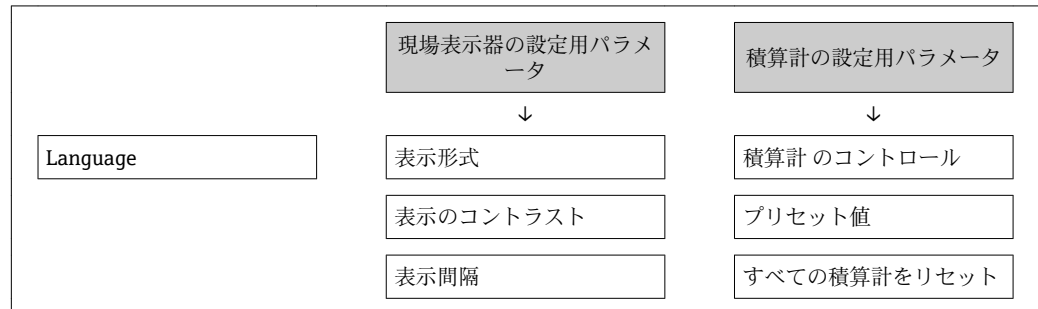 現場表示器の設定用パラメ
ータ
積算計の設定用パラメータ
↓
↓
Language
表示形式
積算計 のコントロール
表示のコントラスト
プリセット値
表示間隔
すべての積算計をリセット